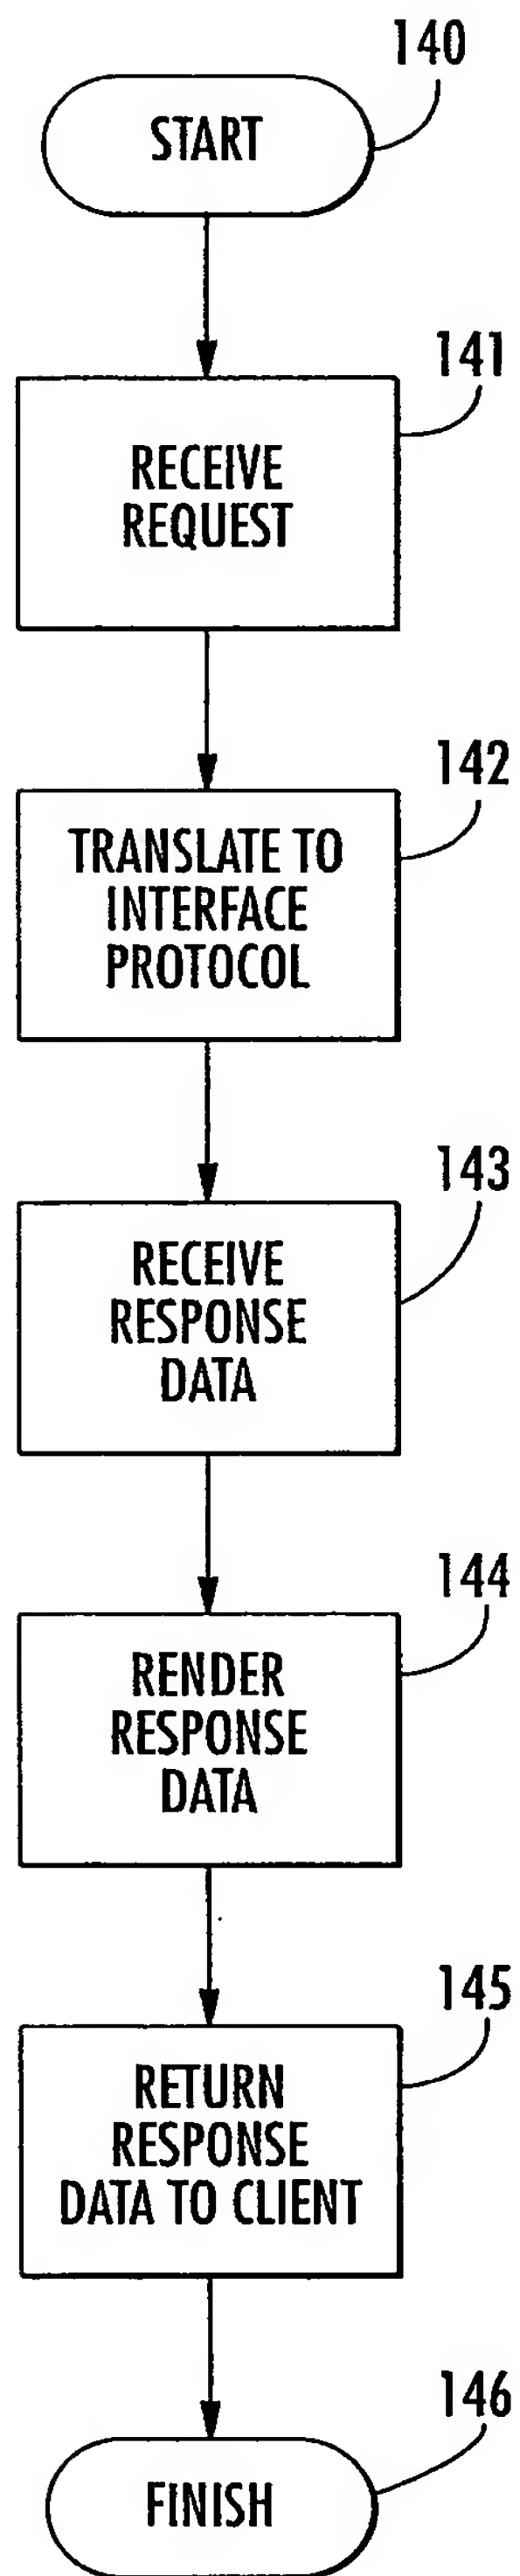 140
START
141
RECEIVE
REQUEST
142
TRANSLATE TO
INTERFACE
PROTOCOL
143
RECEIVE
RESPONSE
DATA
144
RENDER
RESPONSE
DATA
145
RETURN
RESPONSE
DATA TO CLIENT
146
FINISH